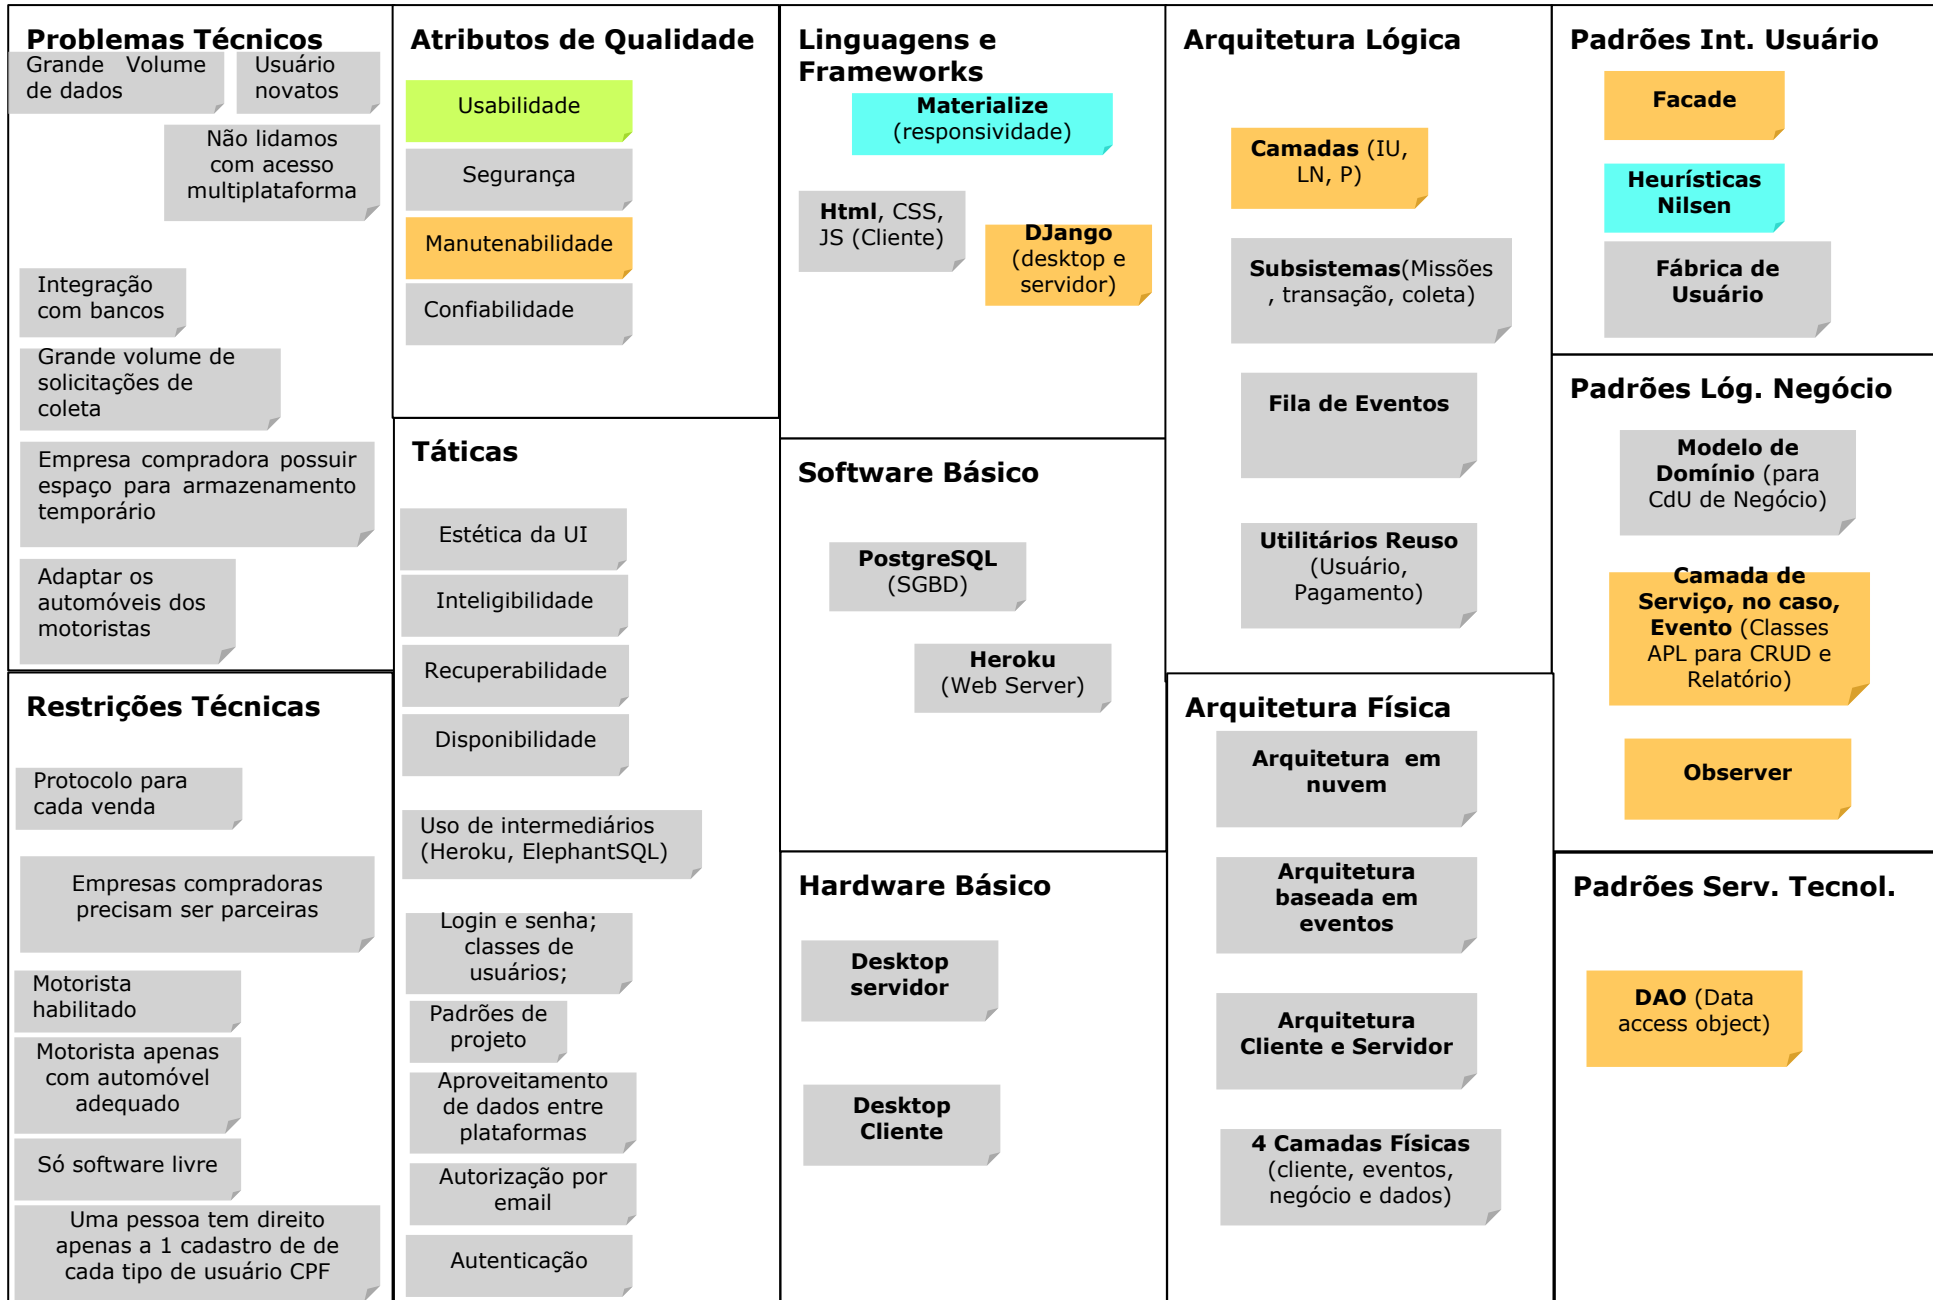 Problemas Técnicos
Grande Volume
de dados
Usuário
novatos
Não lidamos
com acesso
multiplataforma
Integração
com bancos
Grande volume de
solicitações de
coleta
Empresa compradora possuir
espaço para armazenamento
temporário
Adaptar os
automóveis dos
motoristas
Restrições Técnicas
Protocolo para
cada venda
Empresas compradoras
precisam ser parceiras
Motorista
habilitado
Motorista apenas
com automóvel
adequado
Só software livre
Uma pessoa tem direito
apenas a 1 cadastro de de
cada tipo de usuário CPF
Atributos de Qualidade
Usabilidade
Segurança
Manutenabilidade
Confiabilidade
Táticas
Estética da UI
Inteligibilidade
Recuperabilidade
Disponibilidade
Uso de intermediários
(Heroku, ElephantSQL)
Login e senha;
classes de
usuários;
Padrões de
projeto
Aproveitamento
de dados entre
plataformas
Autorização por
email
Autenticação
Linguagens e
Frameworks
Materialize
(responsividade)
Html, CSS,
JS (Cliente)
DJango
(desktop e
servidor)
Software Básico
PostgreSQL
(SGBD)
Heroku
(Web Server)
Hardware Básico
Desktop
servidor
Desktop
Cliente
Arquitetura Lógica
Camadas (IU,
LN, P)
Subsistemas(Missões
, transação, coleta)
Fila de Eventos
Utilitários Reuso
(Usuário,
Pagamento)
Arquitetura Física
Arquitetura em
nuvem
Arquitetura
baseada em
eventos
Arquitetura
Cliente e Servidor
4 Camadas Físicas
(cliente, eventos,
negócio e dados)
Padrões Int. Usuário
Facade
Heurísticas
Nilsen
Fábrica de
Usuário
Padrões Lóg. Negócio
Modelo de
Domínio (para
CdU de Negócio)
Camada de
Serviço, no caso,
Evento (Classes
APL para CRUD e
Relatório)
Observer
Padrões Serv. Tecnol.
DAO (Data
access object)